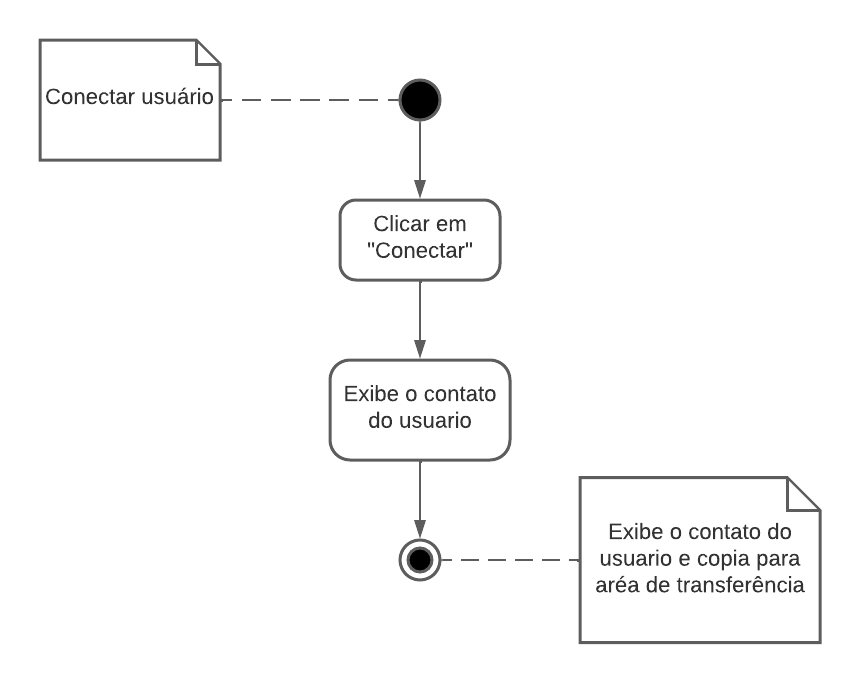 Conectar usuário
Clicar em
"Conectar"
Exibe o contato
do usuario
Exibe o contato do
usuario e copia para
aréa de transferência